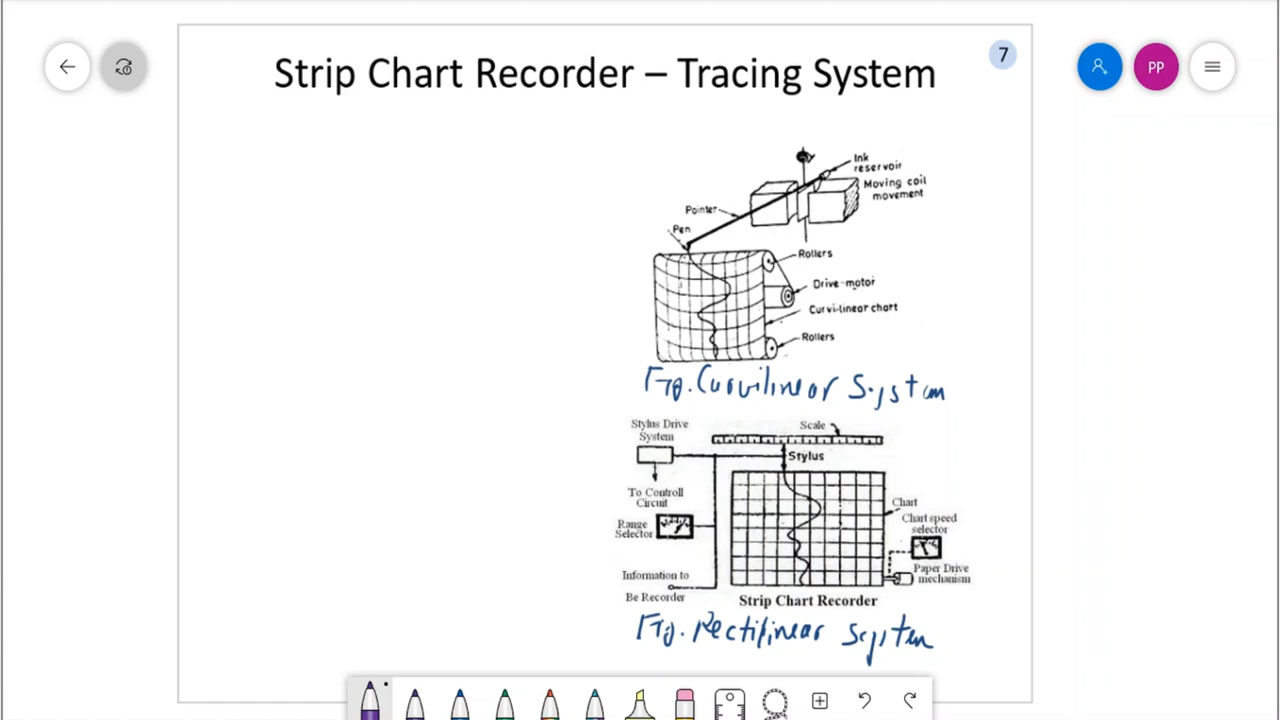 7
Strip Chart Recorder – Tracing System
PP
Ink
reservoir
Moving coil
movement
Pointer
Pen
Rollers
Drive-motor
Curvi-linear chart
Rollers
Fig. Curvilinear System
Stylus Drive
System
Scale
Stylus
To Controll
Circuit
Range
Selector
Chart
Chart speed
selector
Information to
Be Recorder
Paper Drive
mechanism
Strip Chart Recorder
Fig. Rectilinear System